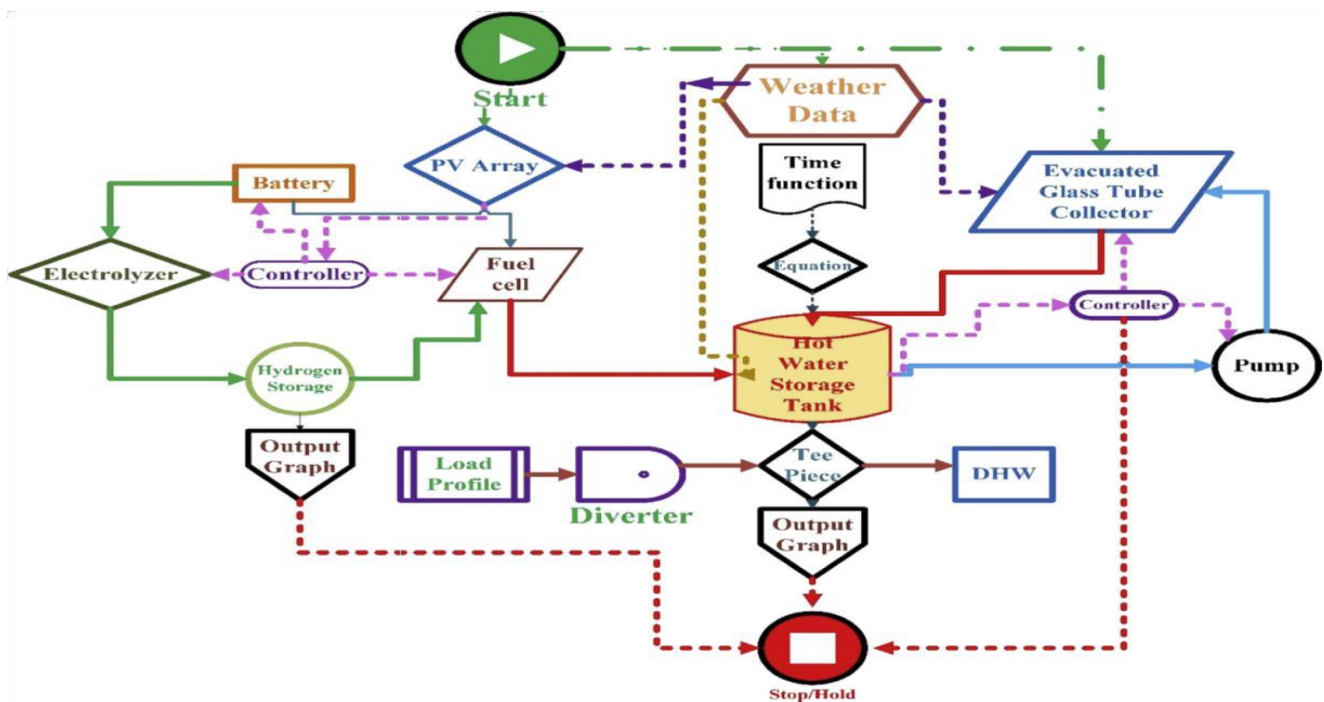 Start
Weather
Data
PV Array
Time
function
Evacuated
Glass Tube
Collector
Battery
Electrolyzer
Controller
Fuel
cell
Equation
Controller
Hot
Water
Storage
Tank
Pump
Hydrogen
Storage
Output
Graph
Load
Profile
Diverter
Tee
Piece
DHW
Output
Graph
Stop/Hold